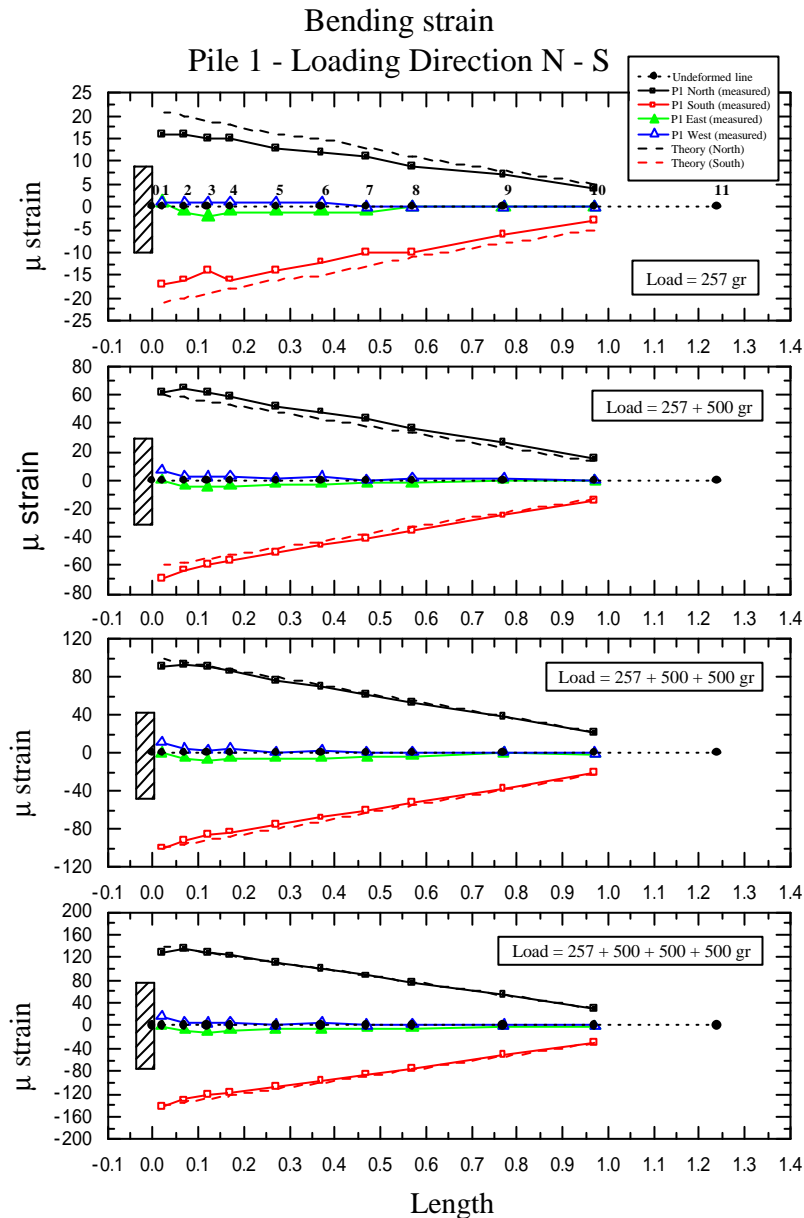 Bending strain
Pile 1 - Loading Direction N - S
Undeformed line
P1 North (measured)
P1 South (measured)
P1 East (measured)
P1 West (measured)
Theory (North)
Theory (South)
μ strain
25
20
15
10
5
0
-5
-10
-15
-20
-25
0 1 2 3 4 5 6 7 8 9 10 11
Load = 257 gr
-0.1 0.0 0.1 0.2 0.3 0.4 0.5 0.6 0.7 0.8 0.9 1.0 1.1 1.2 1.3 1.4
μ strain
80
60
40
20
0
-20
-40
-60
-80
Load = 257 + 500 gr
-0.1 0.0 0.1 0.2 0.3 0.4 0.5 0.6 0.7 0.8 0.9 1.0 1.1 1.2 1.3 1.4
μ strain
120
80
40
0
-40
-80
-120
Load = 257 + 500 + 500 gr
-0.1 0.0 0.1 0.2 0.3 0.4 0.5 0.6 0.7 0.8 0.9 1.0 1.1 1.2 1.3 1.4
μ strain
200
160
120
80
40
0
-40
-80
-120
-160
-200
Load = 257 + 500 + 500 + 500 gr
-0.1 0.0 0.1 0.2 0.3 0.4 0.5 0.6 0.7 0.8 0.9 1.0 1.1 1.2 1.3 1.4
Length